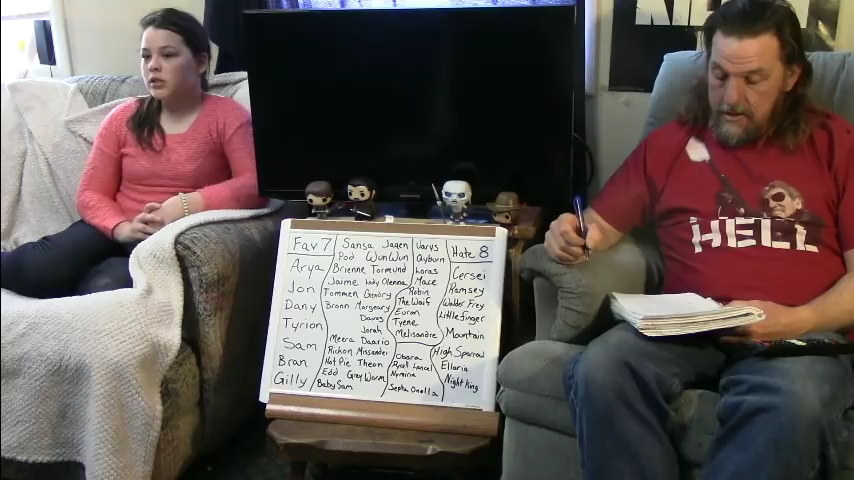 Fav 7
Arya
Jon
Dany
Tyrion
Sam
Bran
Gilly
Sansa Jaqen
Pod WunWun
Brienne Tormund
Jaime Lady Olenna
Tommen Gendry
Bronn Margeary
Davos
Jorah
Meera Daario
Rickon Missandei
Hot Pie Theon
Edd Grey Worm
Baby Sam
Varys
Qyburn
Loras
Mace
Robin
The Waif
Euron
Tyene
Melisandre
Obara
Lancel
Nymeria
Septa Unella
Hate 8
Cersei
Ramsey
Walder Frey
Little finger
Mountain
High Sparrow
Ellaria
Night King
HELL